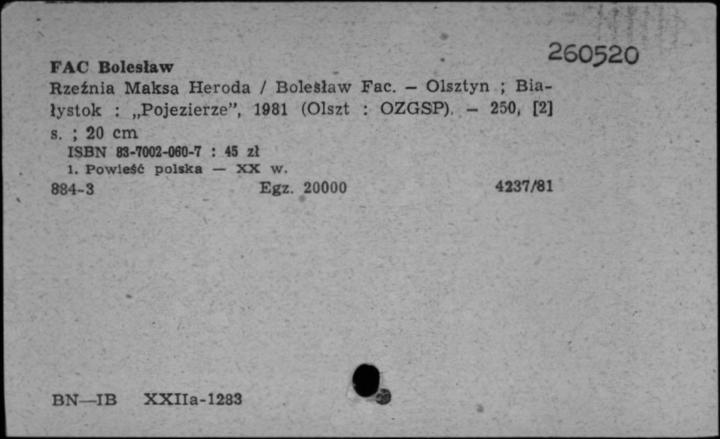 260520
FAC Bolesław
Rzeźnia Maksa Heroda / Bolesław Fac. — Olsztyn ; Bia-
łystok : „Pojezierze”, 1981 (Olszt : OZGSP). — 250, [2]
s. ; 20 cm
ISBN 83-7002-060-7 : 45 zł
1. Powieść polska — XX w.
884-3 Egz. 20000 4237/81
BN—IB XXIIa-1283